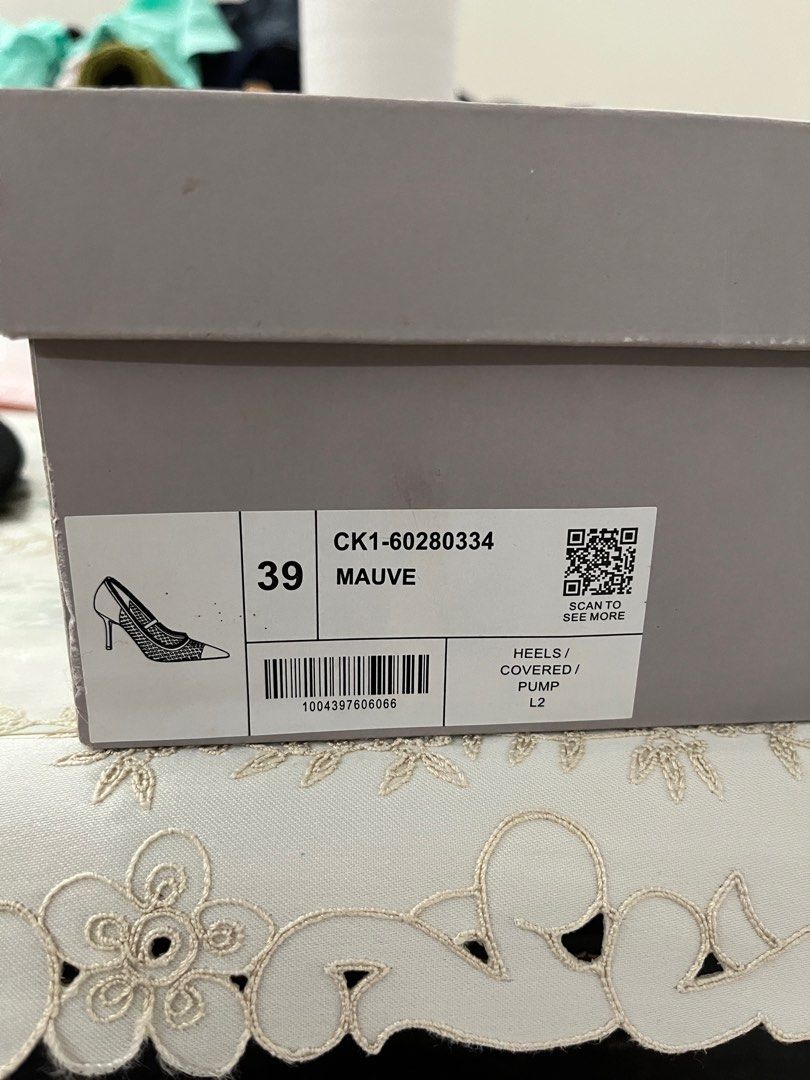 39
CK1-60280334
MAUVE
SCAN TO
SEE MORE
1004397606066
HEELS /
COVERED /
PUMP
L2